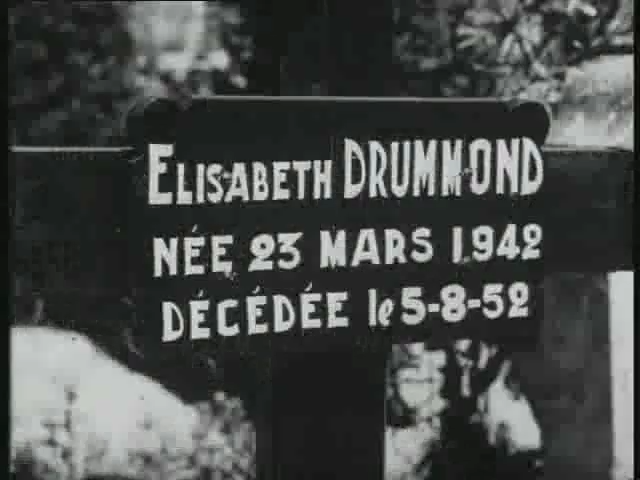 ELISABETH DRUMMOND
NÉE 23 MARS 1942
DÉCÉDÉE le 5-8-52